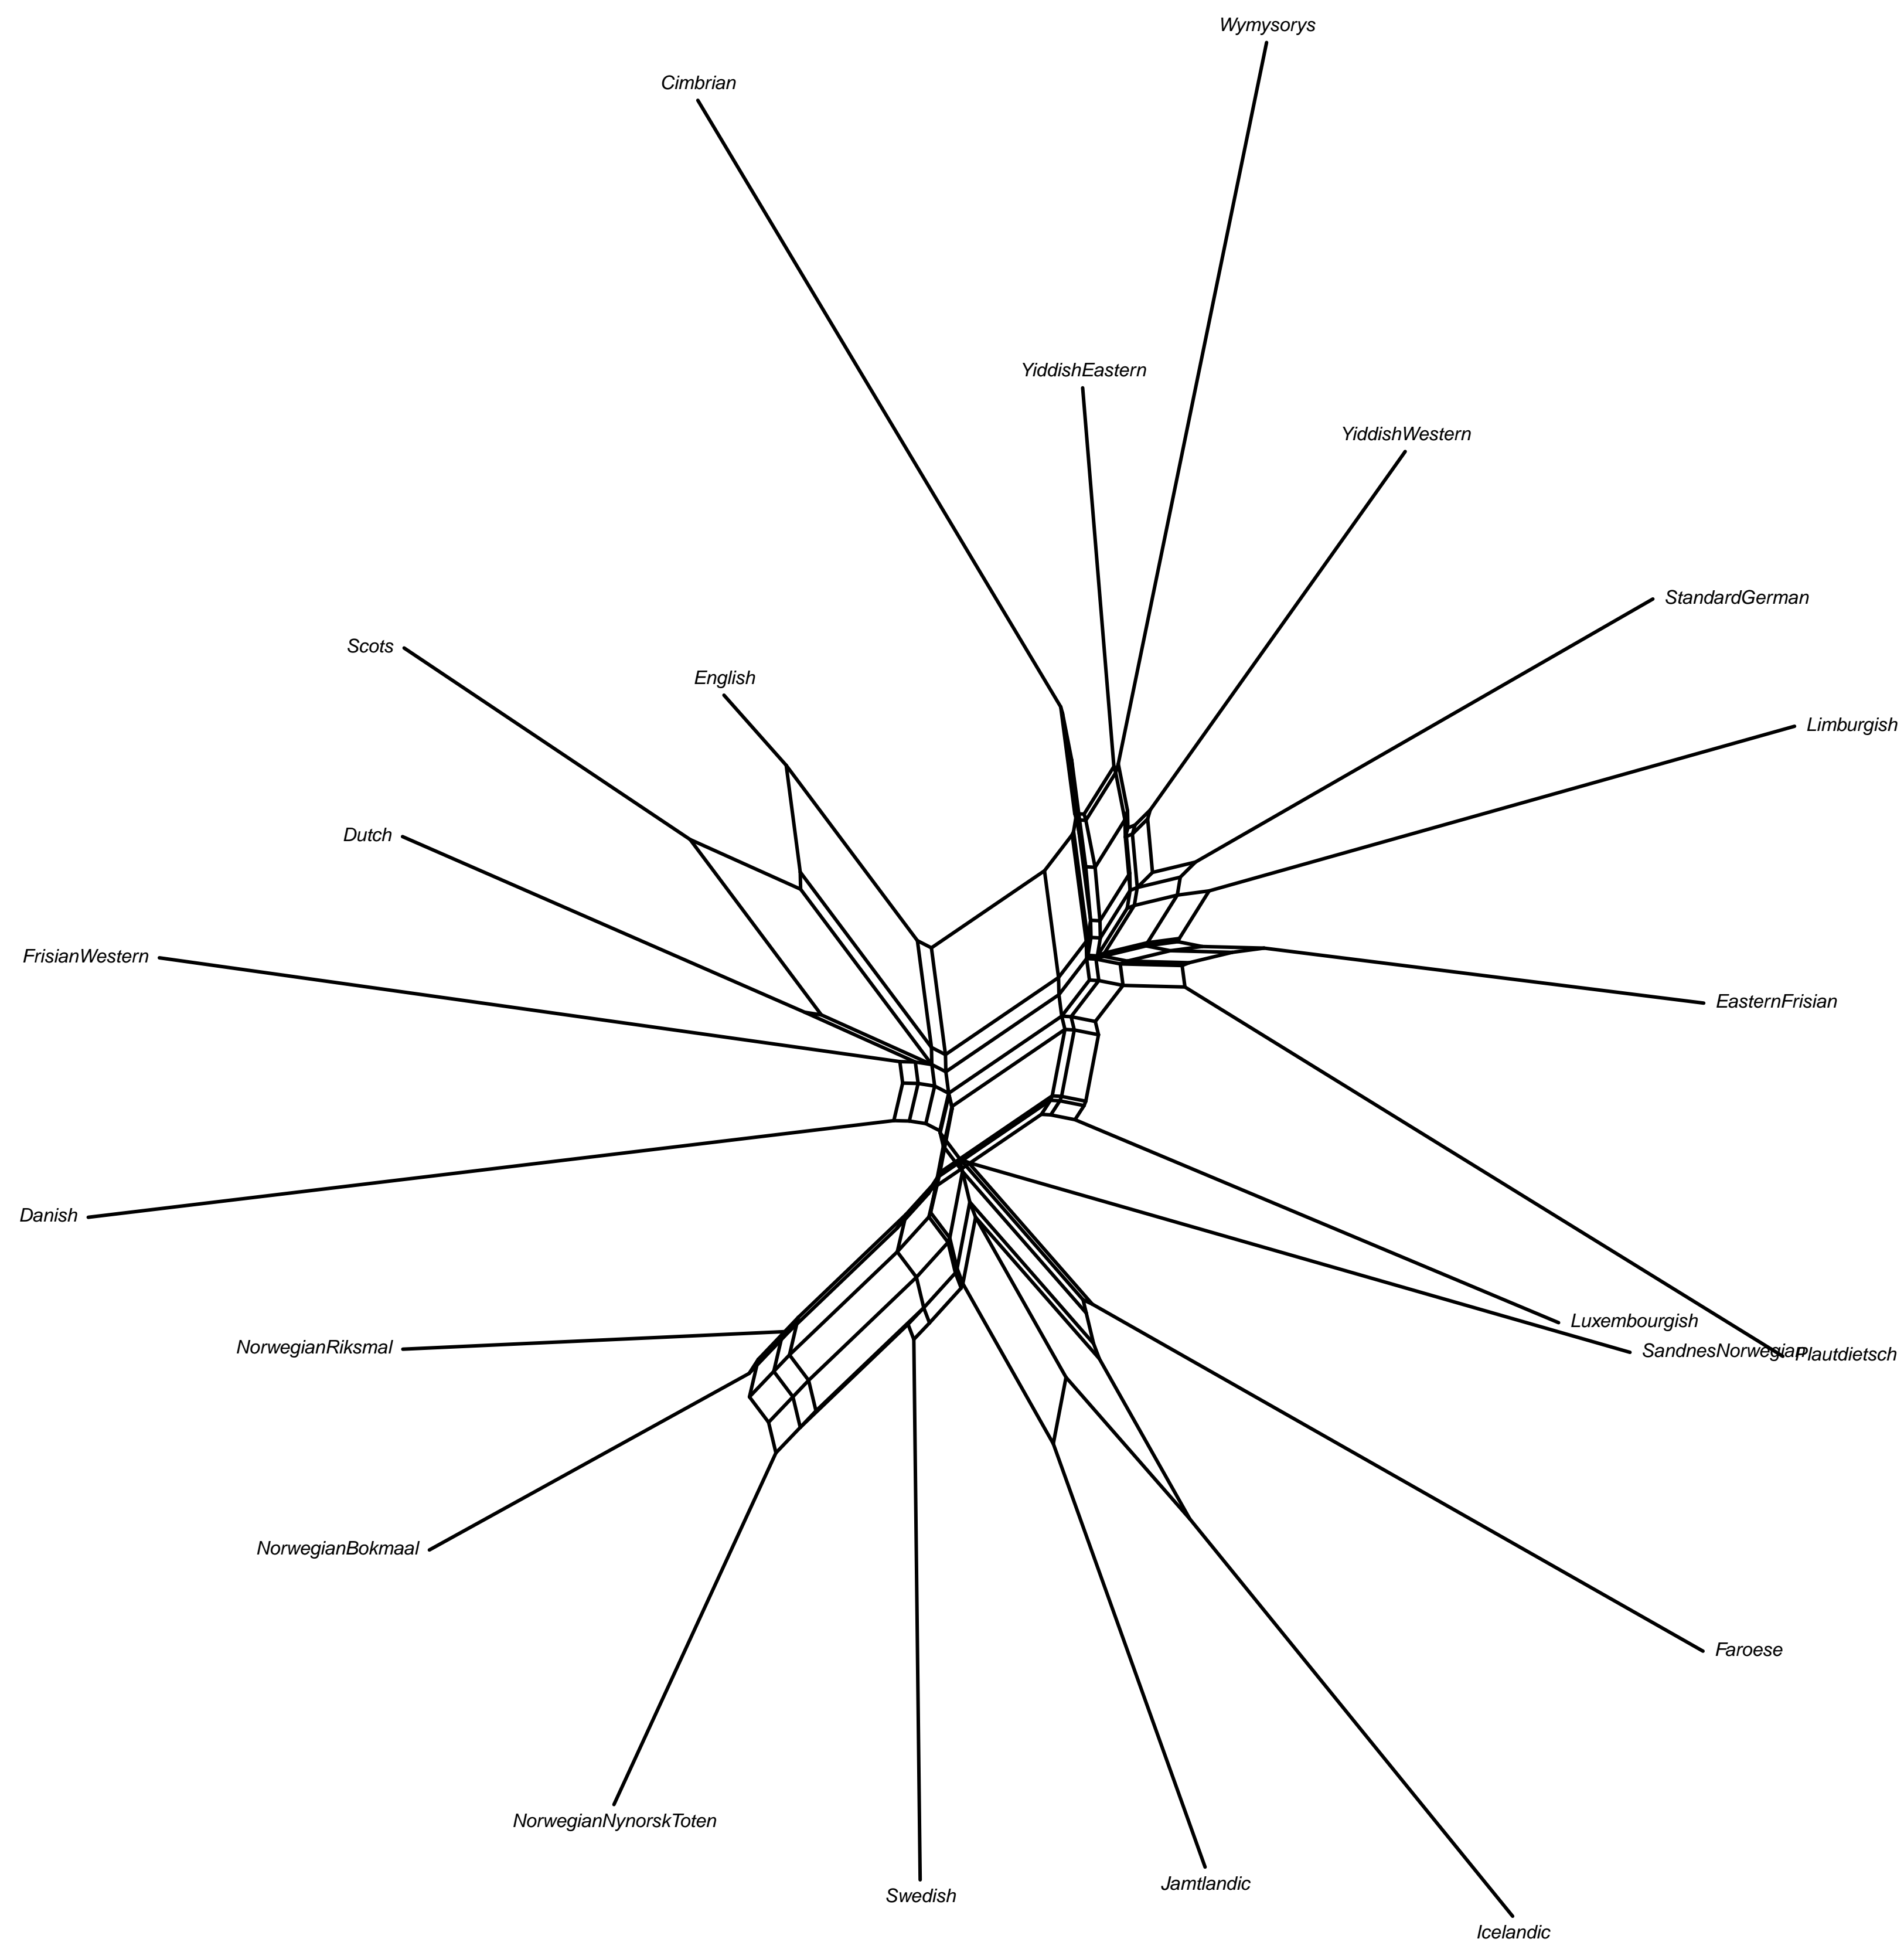 Wymysorys
Cimbrian
YiddishEastern
YiddishWestern
StandardGerman
Scots
English
Limburgish
Dutch
FrisianWestern
EasternFrisian
Danish
Luxembourgish
NorwegianRiksmal
SandnesNorwegian
Plautdietsch
NorwegianBokmaal
Faroese
NorwegianNynorskToten
Jamtlandic
Swedish
Icelandic